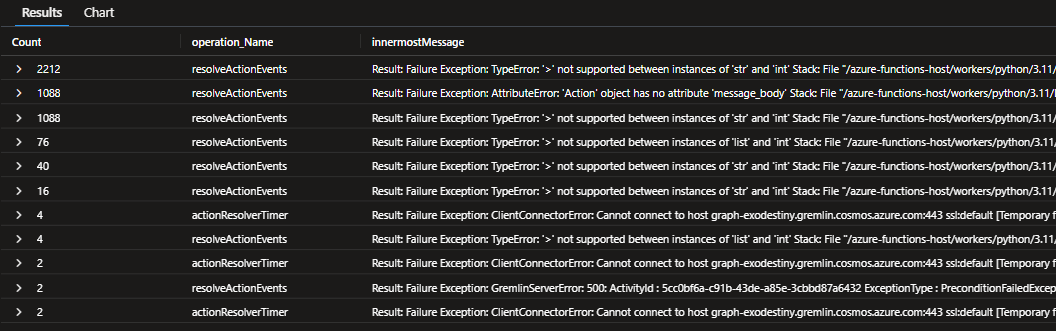 Results Chart
Count operation_Name innermostMessage
2212 resolveActionEvents Result: Failure Exception: TypeError: '>' not supported between instances of 'str' and 'int' Stack: File "/azure-functions-host/workers/python/3.11/
1088 resolveActionEvents Result: Failure Exception: AttributeError: 'Action' object has no attribute 'message_body' Stack: File "/azure-functions-host/workers/python/3.11/
1088 resolveActionEvents Result: Failure Exception: TypeError: '>' not supported between instances of 'str' and 'int' Stack: File "/azure-functions-host/workers/python/3.11/
76 resolveActionEvents Result: Failure Exception: TypeError: '>' not supported between instances of 'list' and 'int' Stack: File "/azure-functions-host/workers/python/3.11/
40 resolveActionEvents Result: Failure Exception: TypeError: '>' not supported between instances of 'str' and 'int' Stack: File "/azure-functions-host/workers/python/3.11/
16 resolveActionEvents Result: Failure Exception: TypeError: '>' not supported between instances of 'str' and 'int' Stack: File "/azure-functions-host/workers/python/3.11/
4 actionResolverTimer Result: Failure Exception: ClientConnectorError: Cannot connect to host graph-exodestiny.gremlin.cosmos.azure.com:443 ssl:default [Temporary f
4 resolveActionEvents Result: Failure Exception: TypeError: '>' not supported between instances of 'list' and 'int' Stack: File "/azure-functions-host/workers/python/3.11/
2 actionResolverTimer Result: Failure Exception: ClientConnectorError: Cannot connect to host graph-exodestiny.gremlin.cosmos.azure.com:443 ssl:default [Temporary f
2 resolveActionEvents Result: Failure Exception: GremlinServerError: 500: ActivityId : 5cc0bf6a-c91b-43de-a85e-3cbbd87a6432 ExceptionType : PreconditionFailedExcep
2 actionResolverTimer Result: Failure Exception: ClientConnectorError: Cannot connect to host graph-exodestiny.gremlin.cosmos.azure.com:443 ssl:default [Temporary f